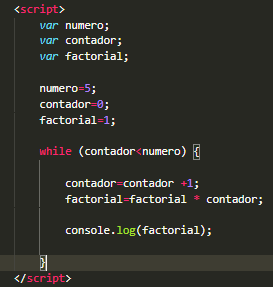 <script>
var numero;
var contador;
var factorial;
numero=5;
contador=0;
factorial=1;
while (contador<numero) {
contador=contador +1;
factorial=factorial * contador;
console.log(factorial);
}
</script>